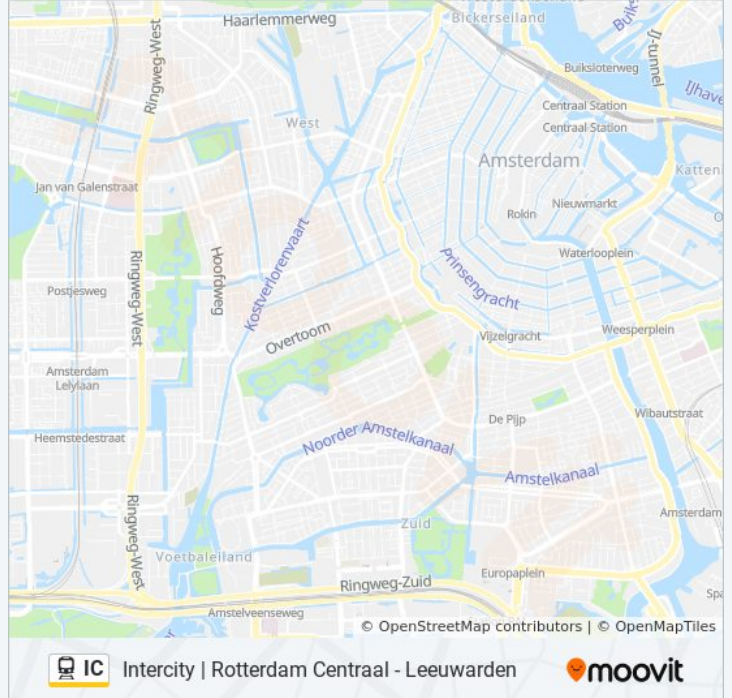 Haarlemmerweg
Bickerseiland
IJ-tunnel
Ringweg-West
Buiksloterweg
Centraal Station
Centraal Station
West
Amsterdam
Jan van Galenstraat
Nieuwmarkt
Rokin
Waterlooplein
Hoofdweg
Kostverlorenvaart
Prinsengracht
Ringweg-West
Postjesweg
Overtoom
Vijzelgracht
Weesperplein
Amsterdam
Lelylaan
De Pijp
Wibautstraat
Heemstedestraat
Noorder Amstelkanaal
Amstelkanaal
Ringweg-West
Zuid
Amsterdam
Voetbaleiland
Europaplein
Ringweg-Zuid
Amstelveenseweg
© OpenStreetMap contributors | © OpenMapTiles
IC Intercity | Rotterdam Centraal - Leeuwarden moovit